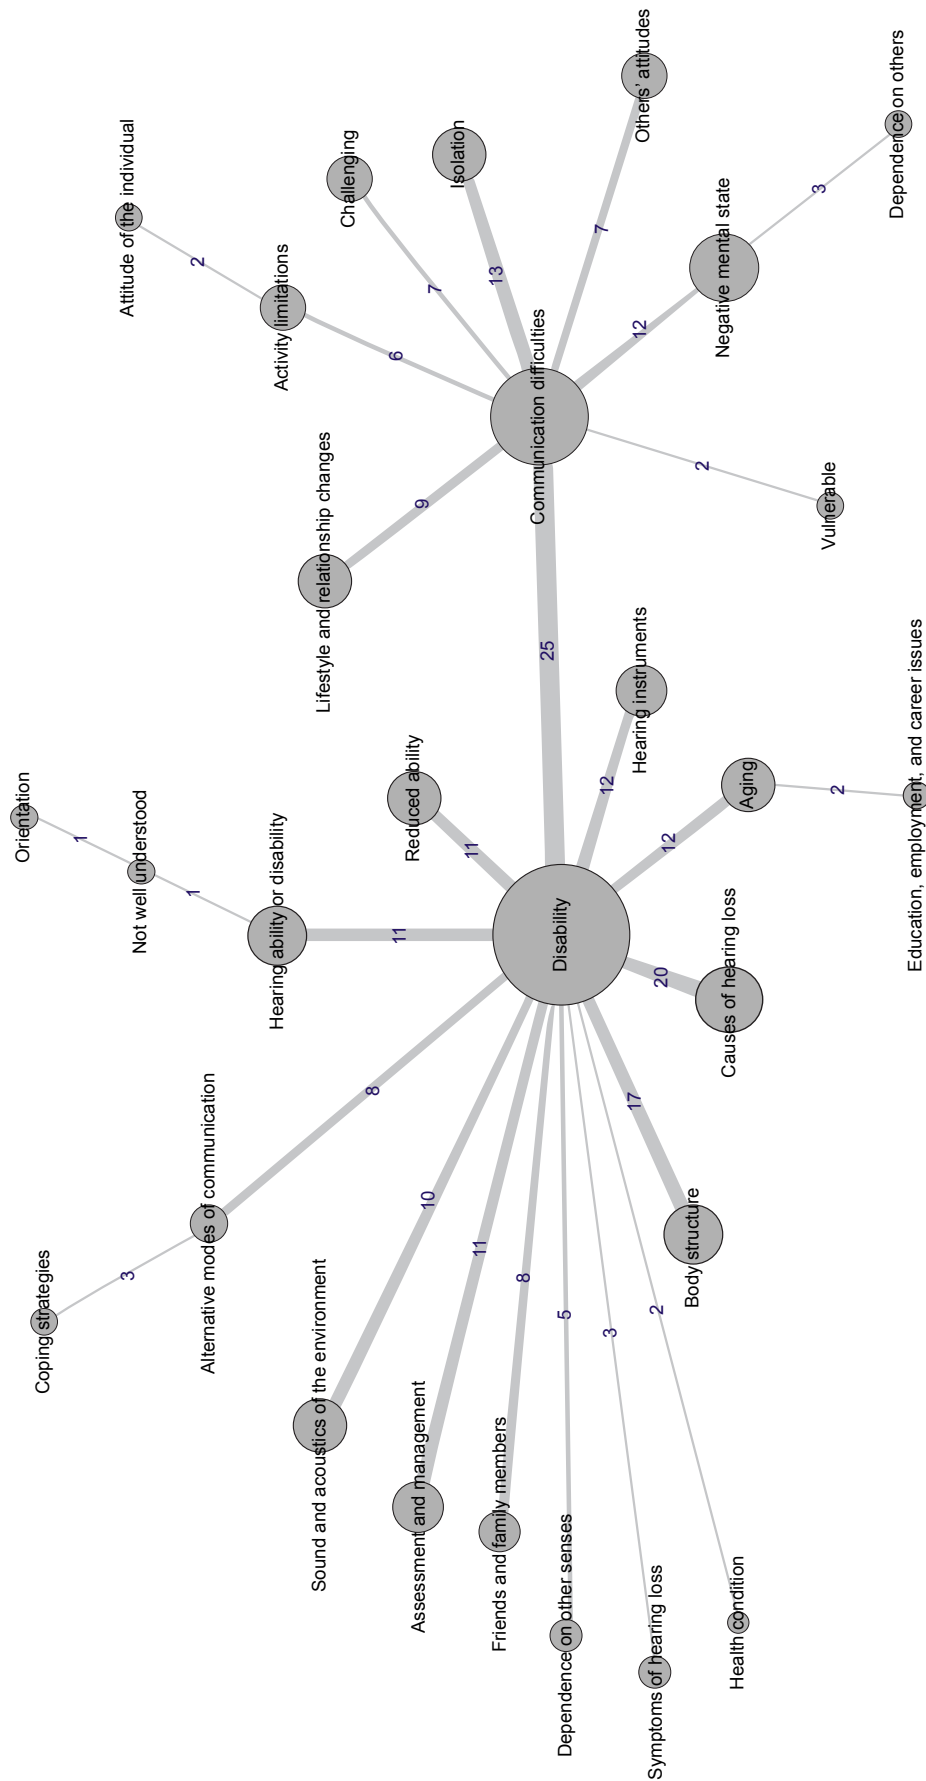 Orientation
1
Not well understood
1
Hearing ability or disability
11
Coping strategies
3
Alternative modes of communication
8
Sound and acoustics of the environment
10
Assessment and management
11
Friends and family members
8
Dependence on other senses
5
Symptoms of hearing loss
3
Health condition
2
Body structure
17
Causes of hearing loss
20
Disability
Reduced ability
11
Hearing instruments
12
Aging
12
2
Education, employment, and career issues
25
Communication difficulties
Lifestyle and relationship changes
9
Activity limitations
6
Attitude of the individual
2
Challenging
7
Isolation
13
Others' attitudes
7
Negative mental state
12
Dependence on others
3
Vulnerable
2